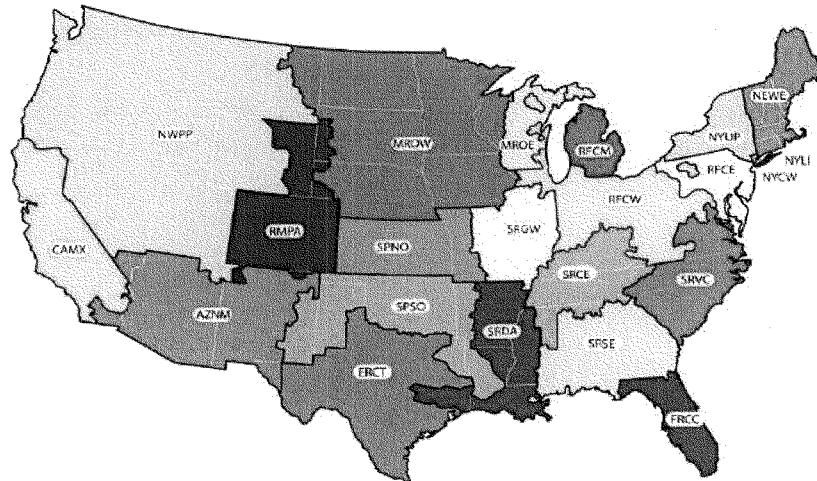 NEWE
NWPP
NYUP
MROW
MROE
RFCM
NYLI
RFCE
NYCW
RFCW
RMPA
SRGW
CAMX
SPNO
SRCE
SRVC
AZNM
SPSO
SRDA
SRSE
ERCT
FRCC